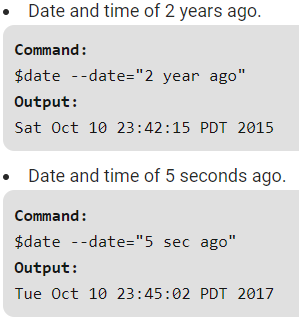 • Date and time of 2 years ago.
Command:
$date --date="2 year ago"
Output:
Sat Oct 10 23:42:15 PDT 2015
• Date and time of 5 seconds ago.
Command:
$date --date="5 sec ago"
Output:
Tue Oct 10 23:45:02 PDT 2017